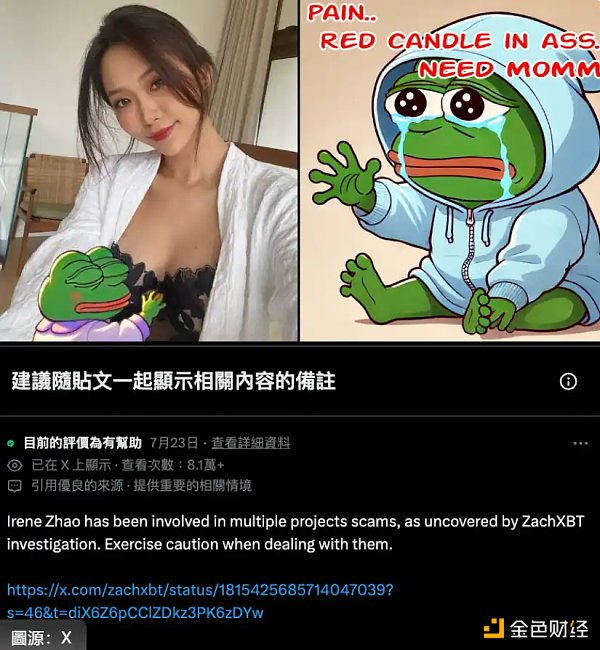 PAIN..
RED CANDLE IN ASS.
NEED MOMM
建議隨貼文一起顯示相關內容的備註
目前的評價為有幫助 7月23日 · 查看詳細資料
已在 X 上顯示 · 查看次數：8.1萬+
引用優良的來源 · 提供重要的相關情境
Irene Zhao has been involved in multiple projects scams, as uncovered by ZachXBT
investigation. Exercise caution when dealing with them.
https://x.com/zachxbt/status/1815425685714047039?
s=46&t=diX6Z6pCClZDkz3PK6zDYw
圖源：X
金色财经